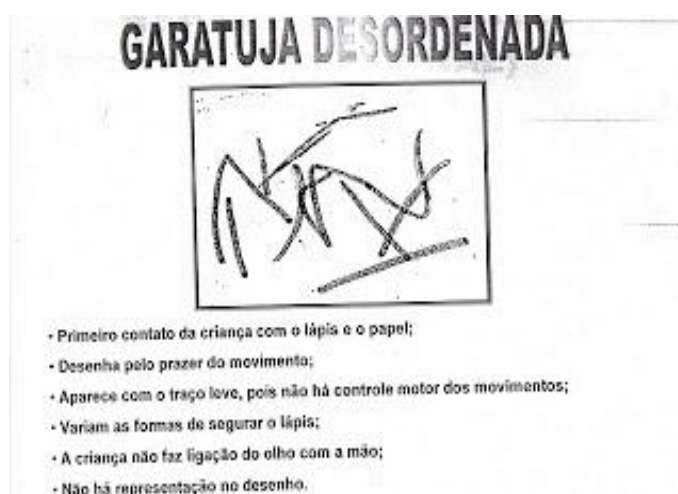 GARATUJA DESORDENADA
• Primeiro contato da criança com o lápis e o papel;
• Desenha pelo prazer do movimento;
• Aparece com o traço leve, pois não há controle motor dos movimentos;
• Variam as formas de segurar o lápis;
• A criança não faz ligação do olho com a mão;
• Não há representação no desenho.